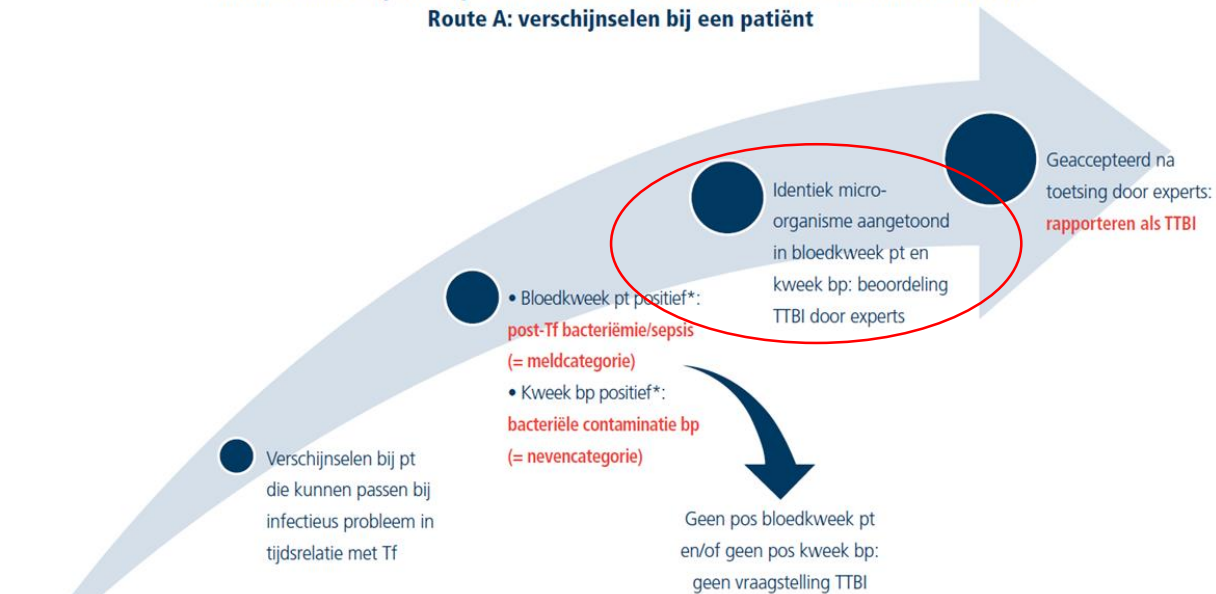 Route A: verschijnselen bij een patiënt
Verschijnselen bij pt
die kunnen passen bij
infectieus probleem in
tijdsrelatie met Tf
• Bloedkweek pt positief*:
post-Tf bacteriëmie/sepsis
(= meldcategorie)
• Kweek bp positief*:
bacteriële contaminatie bp
(= nevencategorie)
Geen pos bloedkweek pt
en/of geen pos kweek bp:
geen vraagstelling TTBI
Identiek micro-
organisme aangetoond
in bloedkweek pt en
kweek bp: beoordeling
TTBI door experts
Geaccepteerd na
toetsing door experts:
rapporteren als TTBI